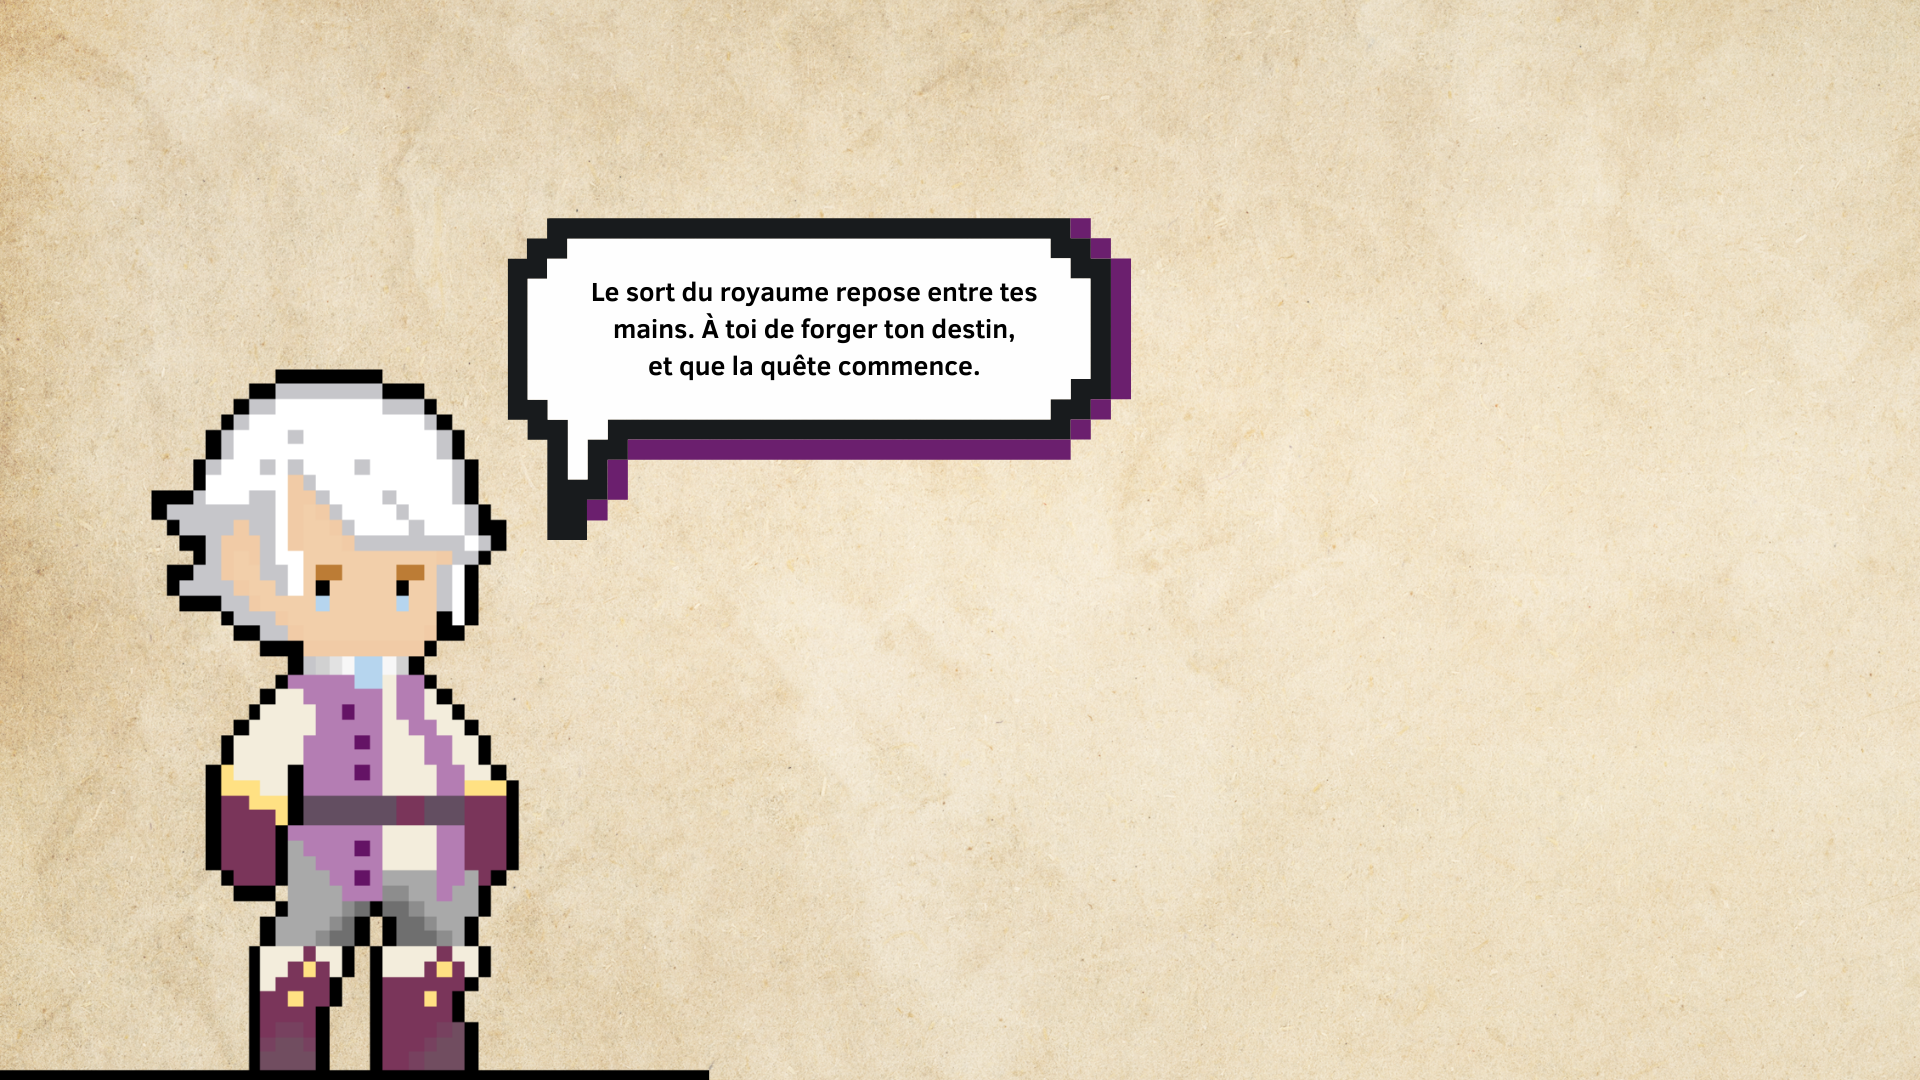 Le sort du royaume repose entre tes
mains. À toi de forger ton destin,
et que la quête commence.